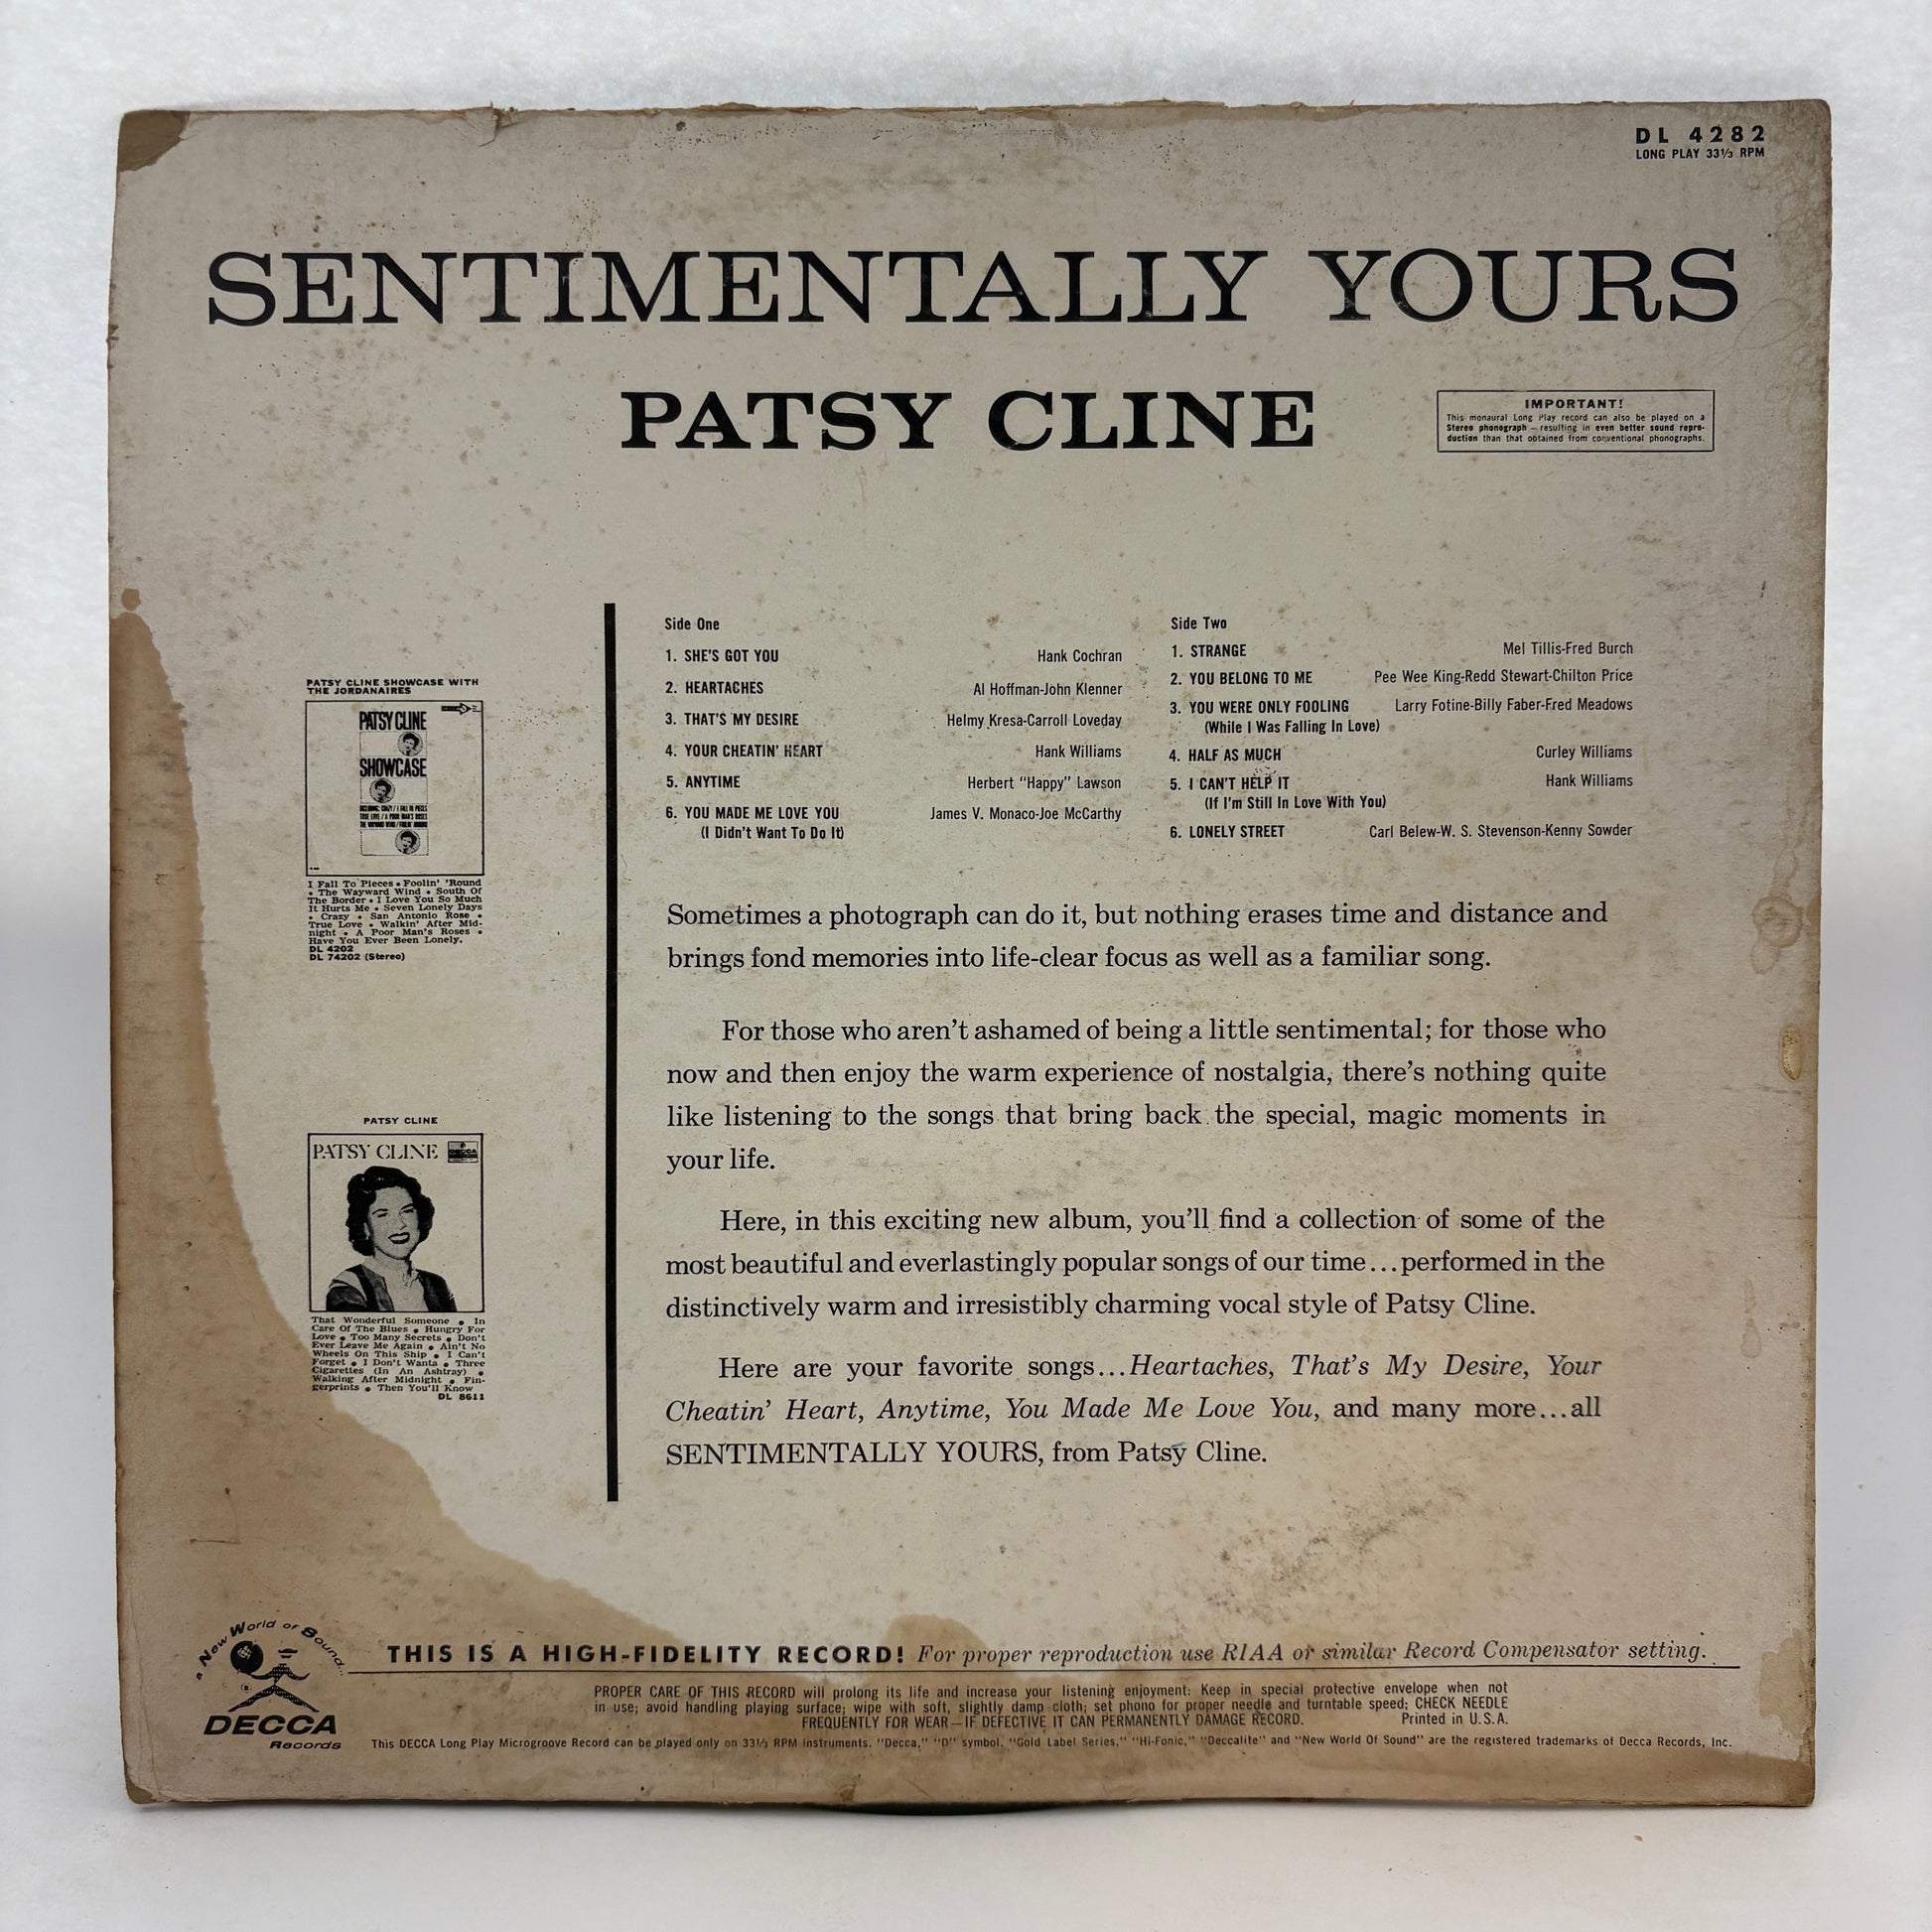 DL 4282
LONG PLAY 33⅓ RPM
SENTIMENTALLY YOURS
PATSY CLINE
IMPORTANT!
This monaural Long Play record can also be played on a
Stereo phonograph — resulting in even better sound repro-
duction than that obtained from conventional phonographs.
Side One
1. SHE'S GOT YOU Hank Cochran
2. HEARTACHES Al Hoffman-John Klenner
3. THAT'S MY DESIRE Helmy Kresa-Carroll Loveday
4. YOUR CHEATIN' HEART Hank Williams
5. ANYTIME Herbert "Happy" Lawson
6. YOU MADE ME LOVE YOU James V. Monaco-Joe McCarthy
(I Didn't Want To Do It)
Side Two
1. STRANGE Mel Tillis-Fred Burch
2. YOU BELONG TO ME Pee Wee King-Redd Stewart-Chilton Price
3. YOU WERE ONLY FOOLING Larry Fotine-Billy Faber-Fred Meadows
(While I Was Falling In Love)
4. HALF AS MUCH Curley Williams
5. I CAN'T HELP IT Hank Williams
(If I'm Still In Love With You)
6. LONELY STREET Carl Belew-W. S. Stevenson-Kenny Sowder
PATSY CLINE SHOWCASE WITH
THE JORDANAIRES
PATSY CLINE
SHOWCASE
I Fall To Pieces • Foolin' 'Round
• The Wayward Wind • South Of
The Border • I Love You So Much
It Hurts Me • Seven Lonely Days
• Crazy • San Antonio Rose •
True Love • Walkin' After Mid-
night • A Poor Man's Roses •
Have You Ever Been Lonely.
DL 4202
DL 74202 (Stereo)
PATSY CLINE
PATSY CLINE DECCA
That Wonderful Someone • In
Care Of The Blues • Hungry For
Love • Too Many Secrets • Don't
Ever Leave Me Again • Ain't No
Wheels On This Ship • I Can't
Forget • I Don't Wanta • Three
Cigarettes (In An Ashtray) •
Walking After Midnight • Fin-
gerprints • Then You'll Know
DL 8611
Sometimes a photograph can do it, but nothing erases time and distance and
brings fond memories into life-clear focus as well as a familiar song.
For those who aren't ashamed of being a little sentimental; for those who
now and then enjoy the warm experience of nostalgia, there's nothing quite
like listening to the songs that bring back the special, magic moments in
your life.
Here, in this exciting new album, you'll find a collection of some of the
most beautiful and everlastingly popular songs of our time...performed in the
distinctively warm and irresistibly charming vocal style of Patsy Cline.
Here are your favorite songs...Heartaches, That's My Desire, Your
Cheatin' Heart, Anytime, You Made Me Love You, and many more...all
SENTIMENTALLY YOURS, from Patsy Cline.
a New World of Sound...
DECCA
Records
THIS IS A HIGH-FIDELITY RECORD! For proper reproduction use RIAA or similar Record Compensator setting.
PROPER CARE OF THIS RECORD will prolong its life and increase your listening enjoyment: Keep in special protective envelope when not
in use; avoid handling playing surface; wipe with soft, slightly damp cloth; set phono for proper needle and turntable speed; CHECK NEEDLE
FREQUENTLY FOR WEAR—IF DEFECTIVE IT CAN PERMANENTLY DAMAGE RECORD. Printed in U.S.A.
This DECCA Long Play Microgroove Record can be played only on 33⅓ RPM instruments. "Decca," "D" symbol, "Gold Label Series," "Hi-Fonic," "Deccalite" and "New World Of Sound" are the registered trademarks of Decca Records, Inc.